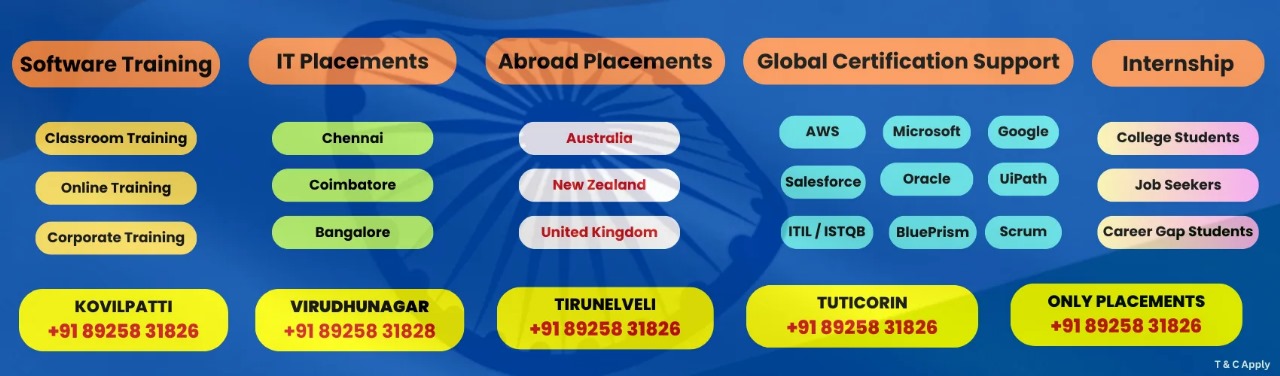 Software Training
IT Placements
Abroad Placements
Global Certification Support
Internship
Classroom Training
Online Training
Corporate Training
Chennai
Coimbatore
Bangalore
Australia
New Zealand
United Kingdom
AWS
Microsoft
Google
Salesforce
Oracle
UiPath
ITIL / ISTQB
BluePrism
Scrum
College Students
Job Seekers
Career Gap Students
KOVILPATTI
+91 89258 31826
VIRUDHUNAGAR
+91 89258 31828
TIRUNELVELI
+91 89258 31826
TUTICORIN
+91 89258 31826
ONLY PLACEMENTS
+91 89258 31826
T & C Apply